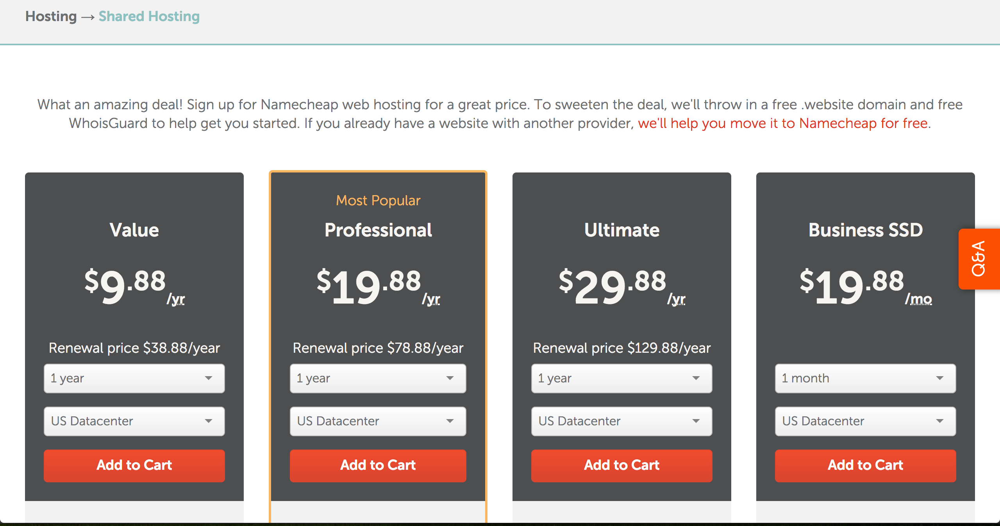 Hosting → Shared Hosting
What an amazing deal! Sign up for Namecheap web hosting for a great price. To sweeten the deal, we'll throw in a free .website domain and free
WhoisGuard to help get you started. If you already have a website with another provider, we'll help you move it to Namecheap for free.
Value
$9.88/yr
Renewal price $38.88/year
1 year
US Datacenter
Add to Cart
Most Popular
Professional
$19.88/yr
Renewal price $78.88/year
1 year
US Datacenter
Add to Cart
Ultimate
$29.88/yr
Renewal price $129.88/year
1 year
US Datacenter
Add to Cart
Business SSD
$19.88/mo
1 month
US Datacenter
Add to Cart
Q&A